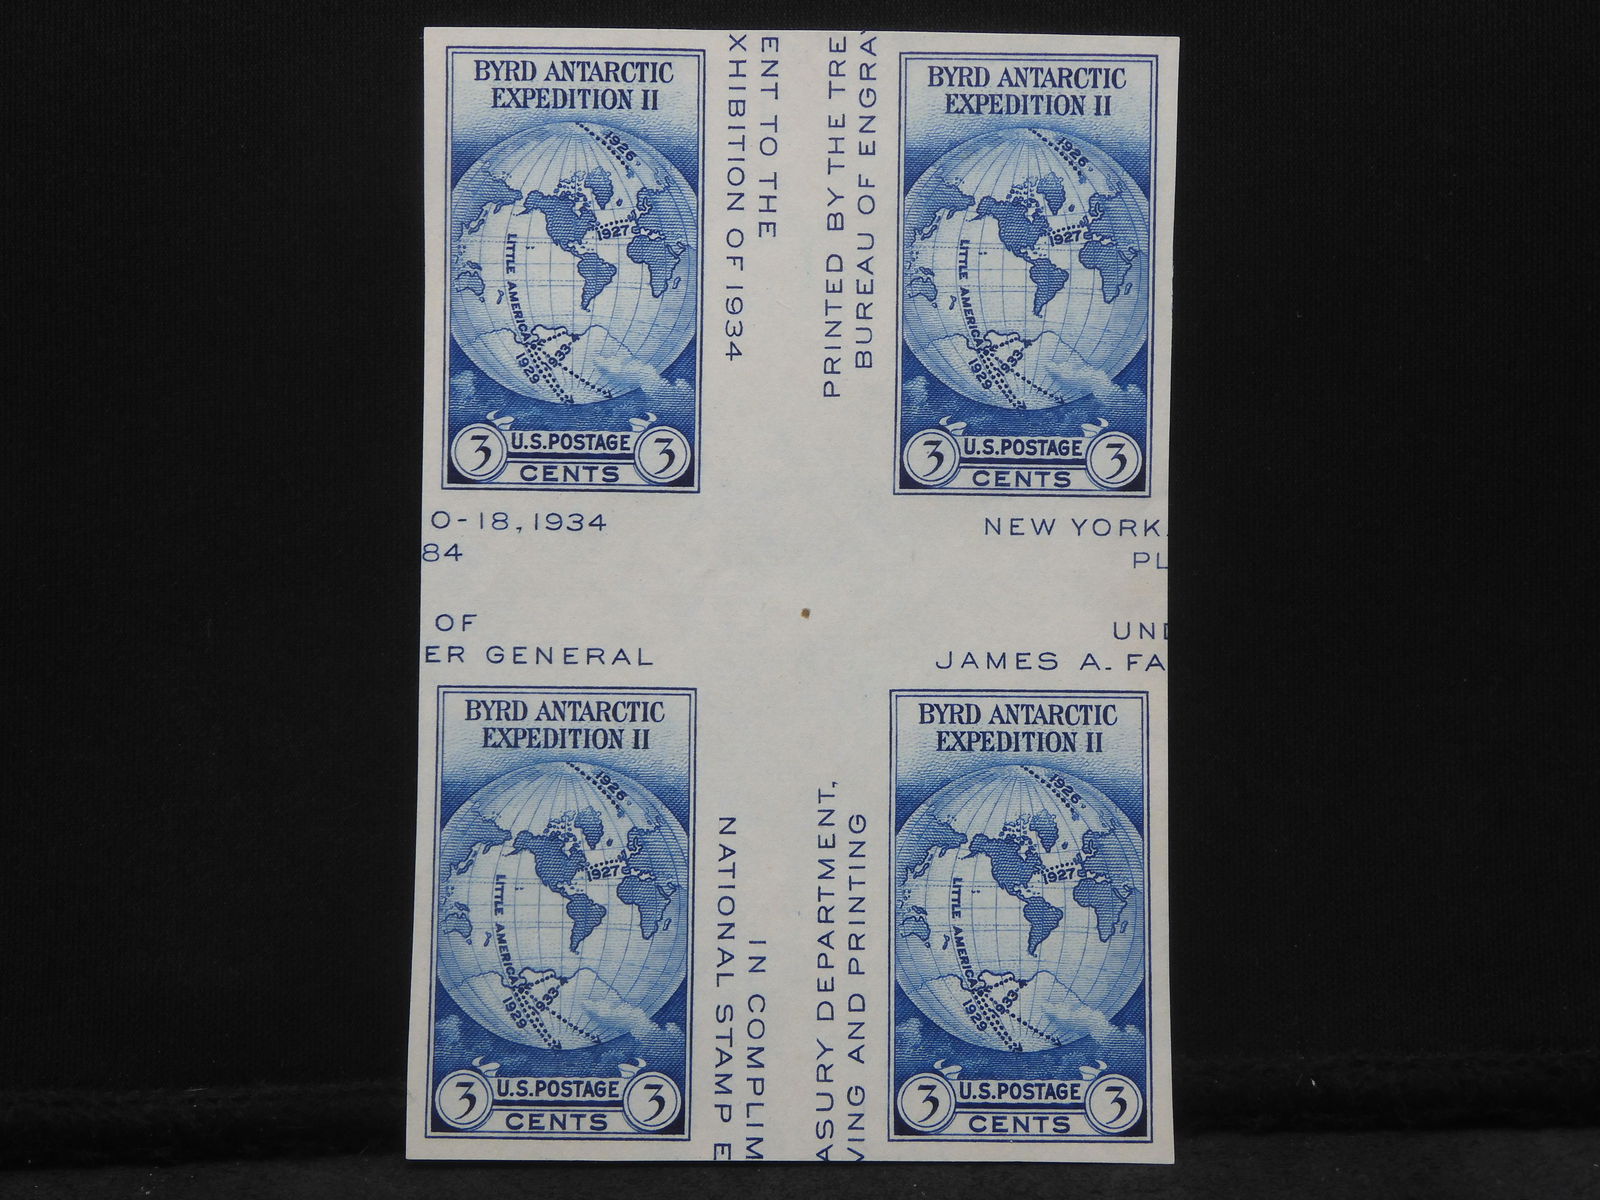 BYRD ANTARCTIC
EXPEDITION II
1926
1927
LITTLE AMERICA
1933
1929
3 U.S.POSTAGE 3
CENTS
ENT TO THE
XHIBITION OF 1934
PRINTED BY THE TRE
BUREAU OF ENGRA
BYRD ANTARCTIC
EXPEDITION II
1926
1927
LITTLE AMERICA
1933
1929
3 U.S.POSTAGE 3
CENTS
O-18,1934
84
NEW YORK.
PL
OF
ER GENERAL
UND
JAMES A. FA
BYRD ANTARCTIC
EXPEDITION II
1926
1927
LITTLE AMERICA
1933
1929
3 U.S.POSTAGE 3
CENTS
IN COMPLIM
NATIONAL STAMP E
ASURY DEPARTMENT,
VING AND PRINTING
BYRD ANTARCTIC
EXPEDITION II
1926
1927
LITTLE AMERICA
1933
1929
3 U.S.POSTAGE 3
CENTS